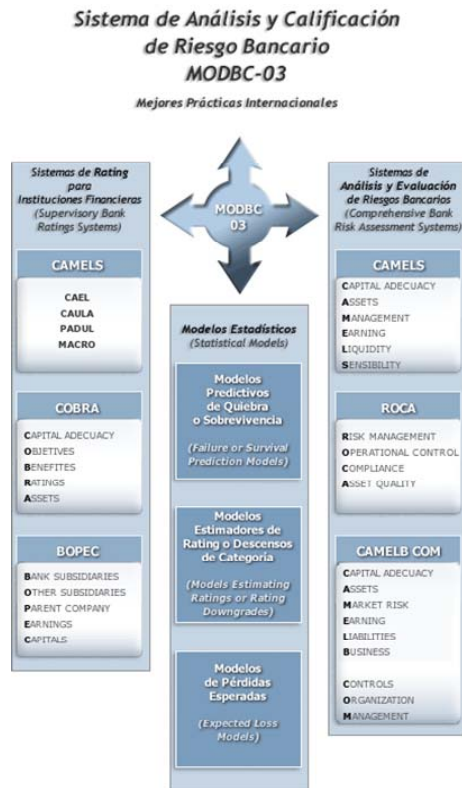 Sistema de Análisis y Calificación
de Riesgo Bancario
MODBC-03
Mejores Prácticas Internacionales
MODBC
03
Sistemas de Rating
para
Instituciones Financieras
(Supervisory Bank
Ratings Systems)
CAMELS
CAEL
CAULA
PADUL
MACRO
COBRA
CAPITAL ADECUACY
OBJETIVES
BENEFITES
RATINGS
ASSETS
BOPEC
BANK SUBSIDIARIES
OTHER SUBSIDIARIES
PARENT COMPANY
EARNINGS
CAPITALS
Modelos Estadísticos
(Statistical Models)
Modelos
Predictivos
de Quiebra
o Sobrevivencia
(Failure or Survival
Prediction Models)
Modelos
Estimadores de
Rating o Descensos
de Categoría
(Models Estimating
Ratings or Rating
Downgrades)
Modelos
de Pérdidas
Esperadas
(Expected Loss
Models)
Sistemas de
Análisis y Evaluación
de Riesgos Bancarios
(Comprehensive Bank
Risk Assessment Systems)
CAMELS
CAPITAL ADECUACY
ASSETS
MANAGEMENT
EARNING
LIQUIDITY
SENSIBILITY
ROCA
RISK MANAGEMENT
OPERATIONAL CONTROL
COMPLIANCE
ASSET QUALITY
CAMELB COM
CAPITAL ADECUACY
ASSETS
MARKET RISK
EARNING
LIABILITIES
BUSINESS
CONTROLS
ORGANIZATION
MANAGEMENT